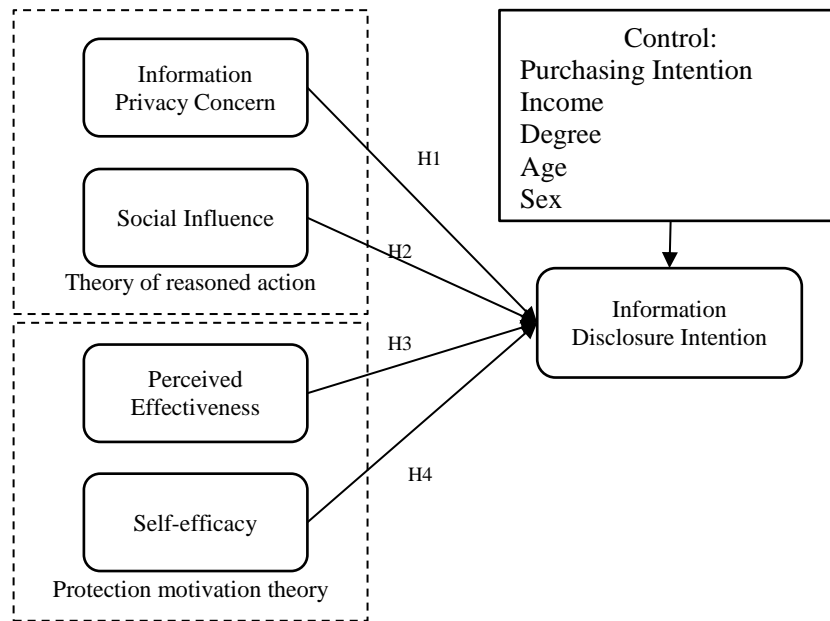 Information
Privacy Concern
Social Influence
Theory of reasoned action
Perceived
Effectiveness
Self-efficacy
Protection motivation theory
H1
H2
H3
H4
Control:
Purchasing Intention
Income
Degree
Age
Sex
Information
Disclosure Intention